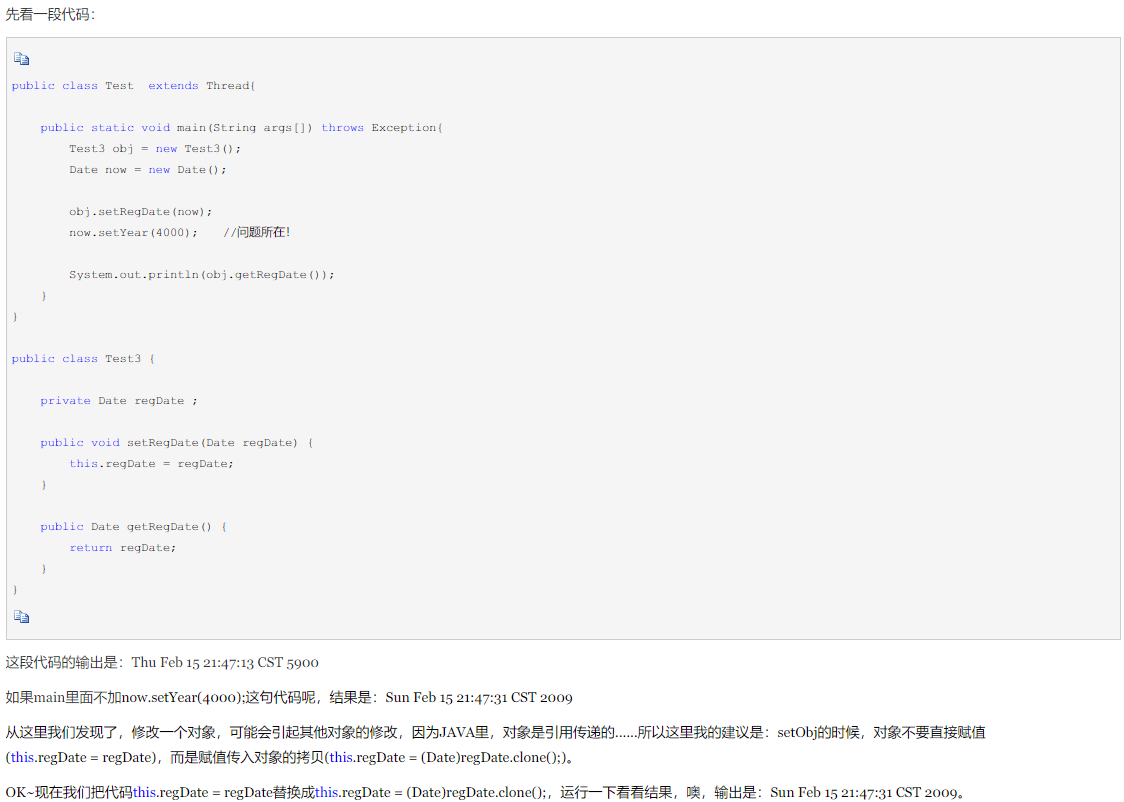 先看一段代码：
public class Test  extends Thread{
    public static void main(String args[]) throws Exception{
        Test3 obj = new Test3();
        Date now = new Date();
        obj.setRegDate(now);
        now.setYear(4000);    //问题所在!
        System.out.println(obj.getRegDate());
    }
}
public class Test3 {
    private Date regDate ;
    public void setRegDate(Date regDate) {
        this.regDate = regDate;
    }
    public Date getRegDate() {
        return regDate;
    }
}
这段代码的输出是：Thu Feb 15 21:47:13 CST 5900
如果main里面不加now.setYear(4000);这句代码呢，结果是：Sun Feb 15 21:47:31 CST 2009
从这里我们发现了，修改一个对象，可能会引起其他对象的修改，因为JAVA里，对象是引用传递的......所以这里我的建议是：setObj的时候，对象不要直接赋值
(this.regDate = regDate)，而是赋值传入对象的拷贝(this.regDate = (Date)regDate.clone();)。
OK~现在我们把代码this.regDate = regDate替换成this.regDate = (Date)regDate.clone();，运行一下看看结果，噢，输出是：Sun Feb 15 21:47:31 CST 2009。